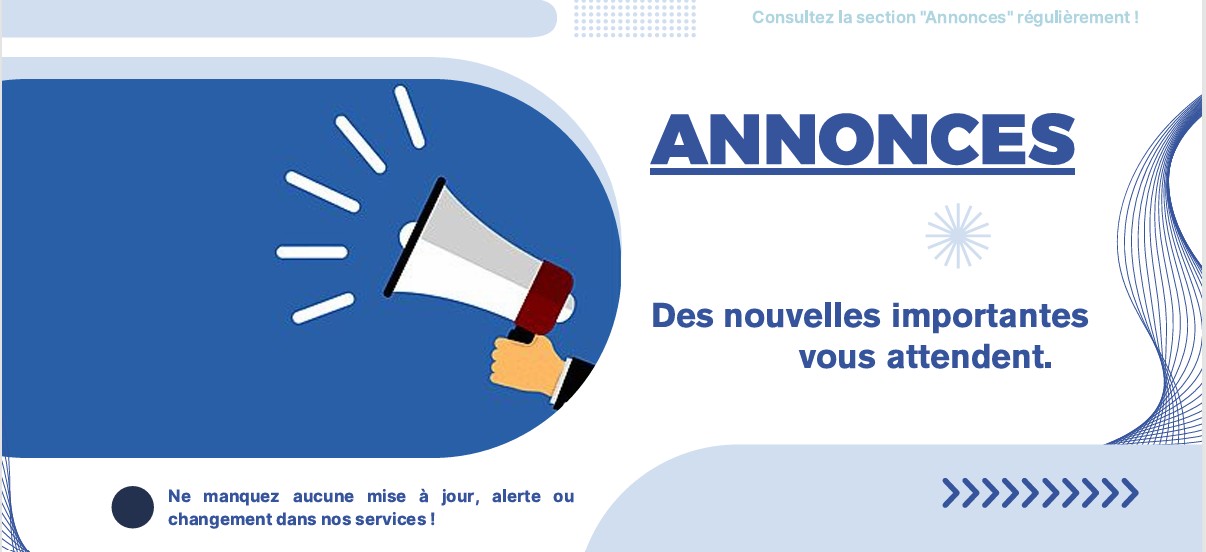 Consultez la section "Annonces" régulièrement !
ANNONCES
Des nouvelles importantes
vous attendent.
Ne manquez aucune mise à jour, alerte ou
changement dans nos services !